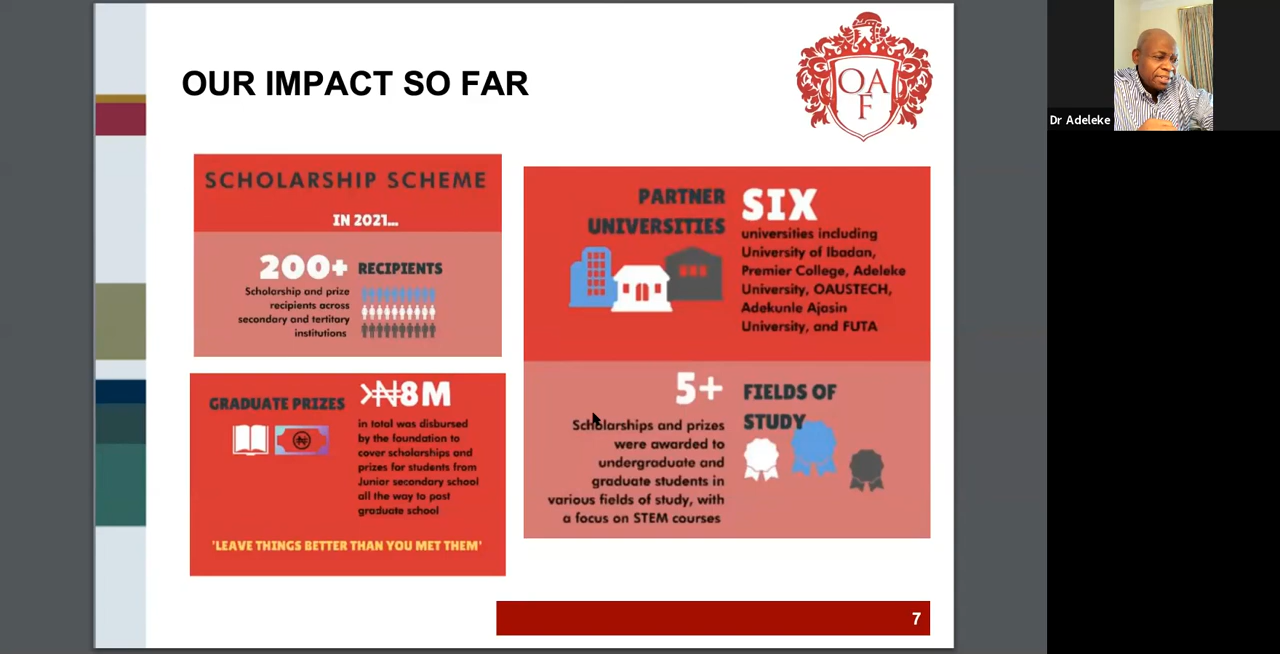 OUR IMPACT SO FAR
OA
F
Dr Adeleke
SCHOLARSHIP SCHEME
IN 2021...
200+ RECIPIENTS
Scholarship and prize
recipients across
secondary and tertitary
institutions
GRADUATE PRIZES
>₦8M
in total was disbursed
by the foundation to
cover scholarships and
prizes for students from
Junior secondary school
all the way to post
graduate school
'LEAVE THINGS BETTER THAN YOU MET THEM'
PARTNER
UNIVERSITIES
SIX
universities including
University of Ibadan,
Premier College, Adeleke
University, OAUSTECH,
Adekunle Ajasin
University, and FUTA
5+
Scholarships and prizes
were awarded to
undergraduate and
graduate students in
various fields of study, with
a focus on STEM courses
FIELDS OF
STUDY
7